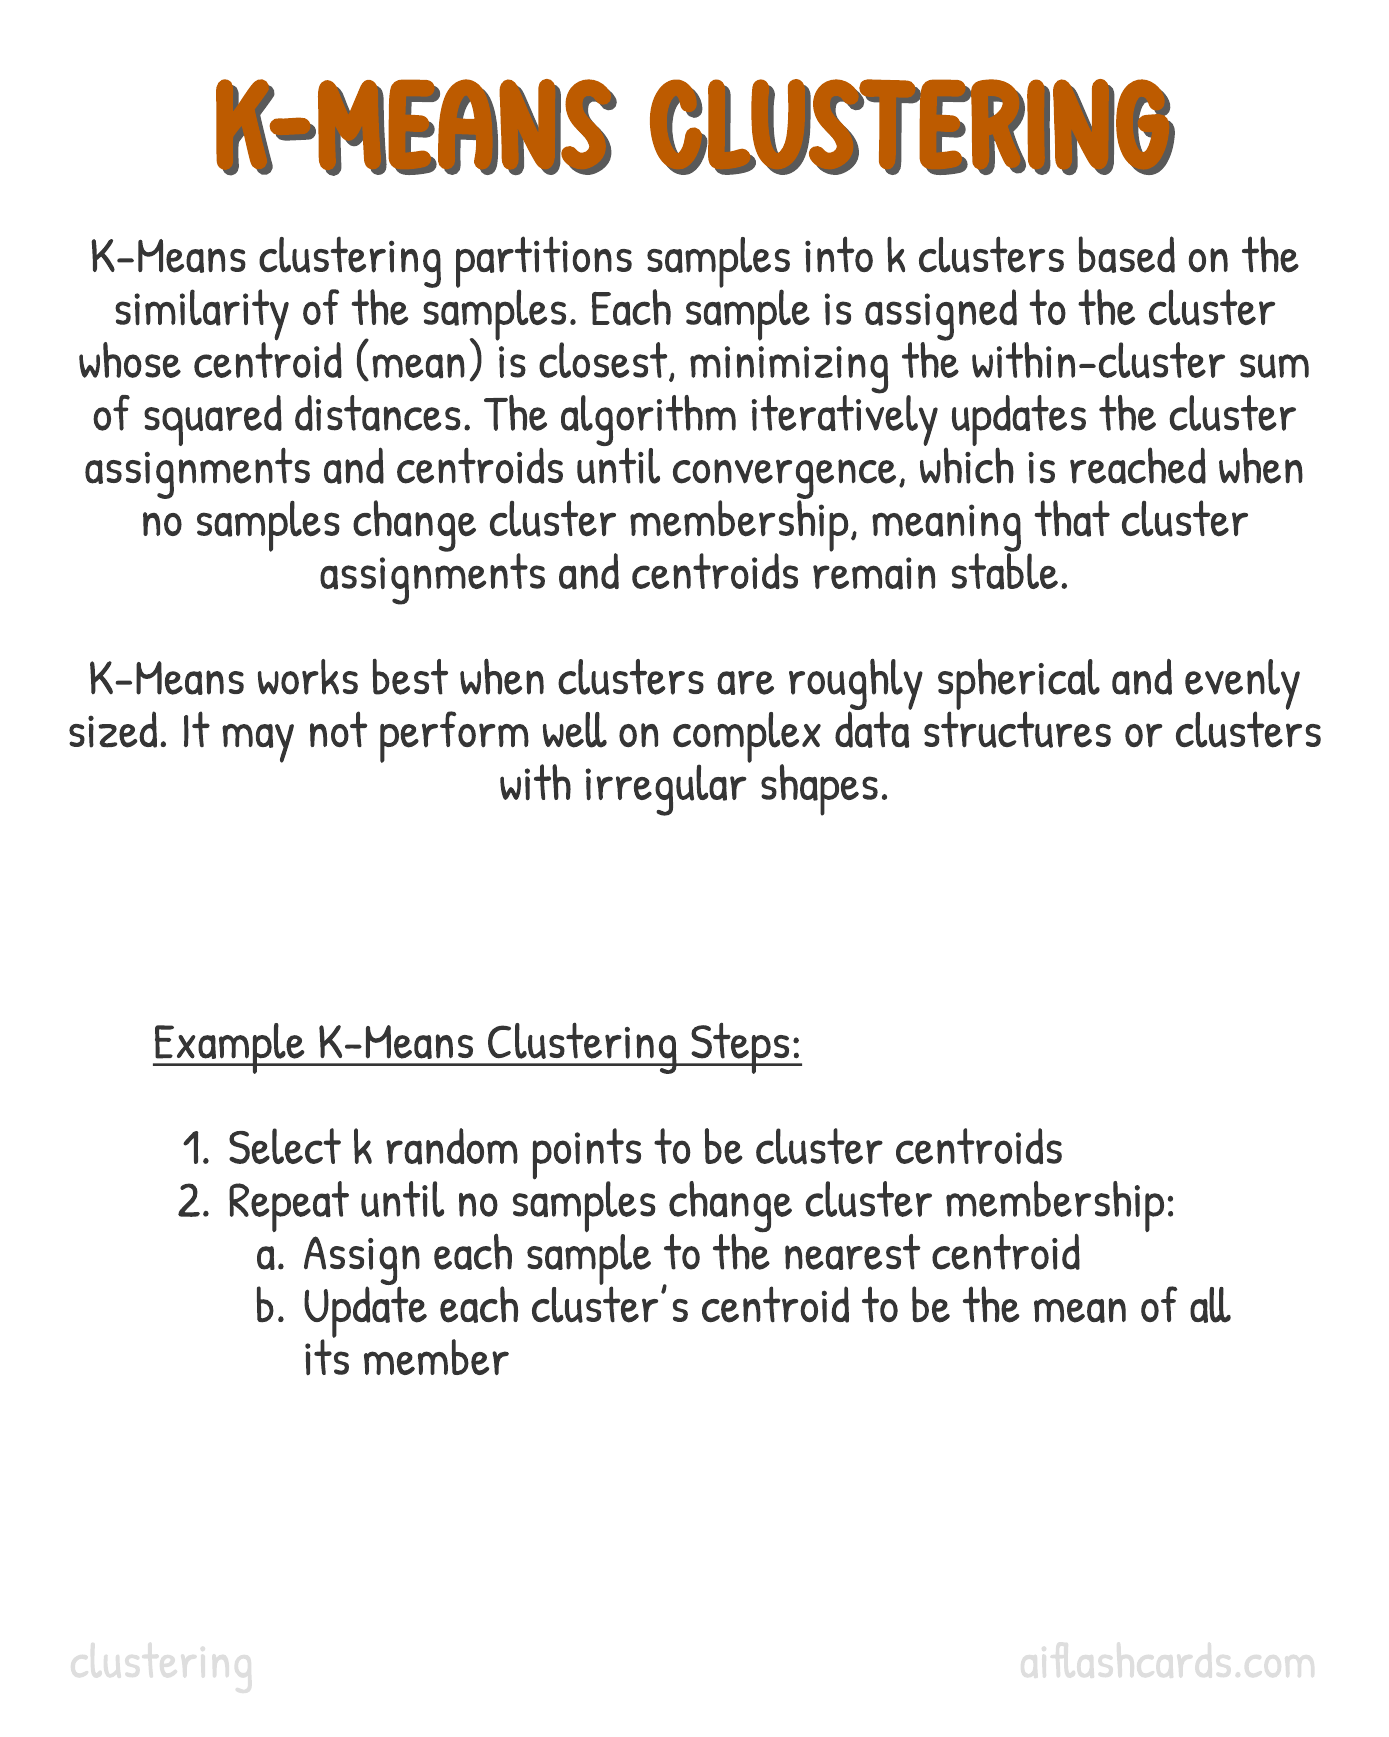 K-MEANS CLUSTERING
K-Means clustering partitions samples into k clusters based on the
similarity of the samples. Each sample is assigned to the cluster
whose centroid (mean) is closest, minimizing the within-cluster sum
of squared distances. The algorithm iteratively updates the cluster
assignments and centroids until convergence, which is reached when
no samples change cluster membership, meaning that cluster
assignments and centroids remain stable.
K-Means works best when clusters are roughly spherical and evenly
sized. It may not perform well on complex data structures or clusters
with irregular shapes.
Example K-Means Clustering Steps:
1. Select k random points to be cluster centroids
2. Repeat until no samples change cluster membership:
a. Assign each sample to the nearest centroid
b. Update each cluster's centroid to be the mean of all
its member
clustering
aiflashcards.com